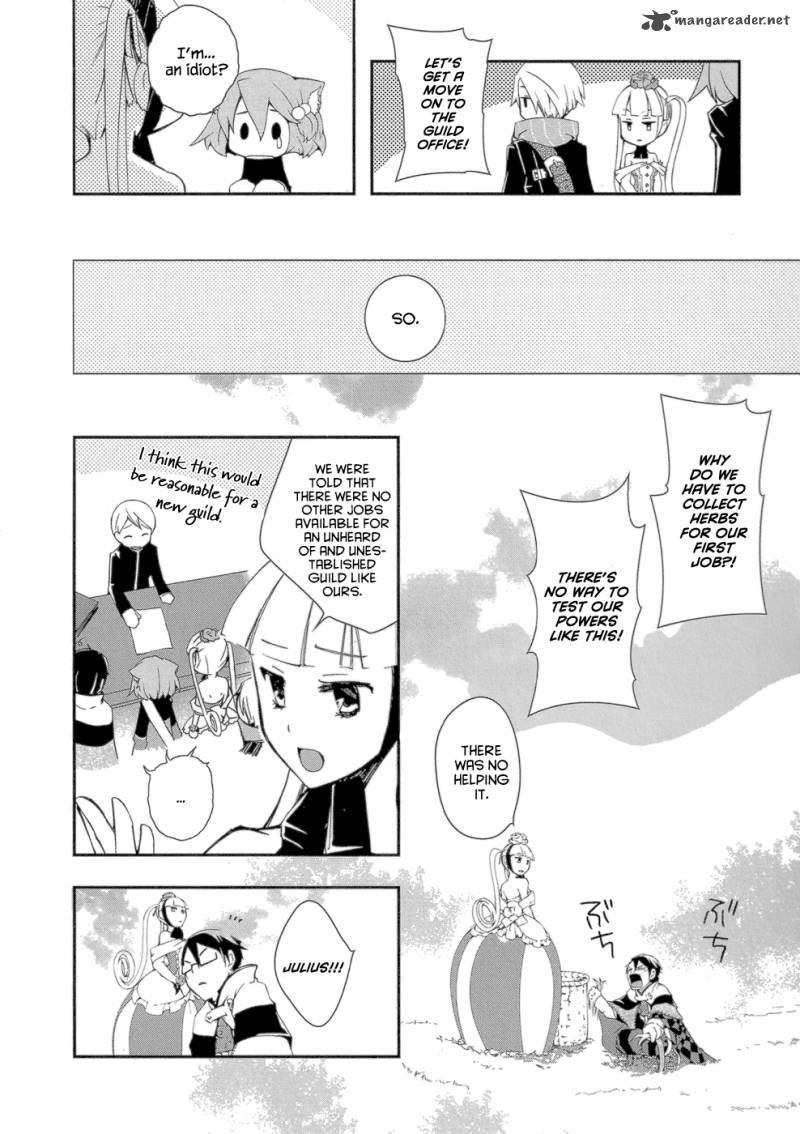 mangareader.net
LET'S
GET A
MOVE
ON TO
THE
GUILD
OFFICE!
I'm...
an idiot?
SO.
WHY
DO WE
HAVE TO
COLLECT
HERBS
FOR OUR
FIRST
JOB?!
THERE'S
NO WAY TO
TEST OUR
POWERS
LIKE THIS!
THERE
WAS NO
HELPING
IT.
ぶち
ぶち
WE WERE
TOLD THAT
THERE WERE NO
OTHER JOBS
AVAILABLE FOR
AN UNHEARD
OF AND UNES-
TABLISHED
GUILD LIKE
OURS.
I think this would
be reasonable for a
new guild.
...
JULIUS!!!